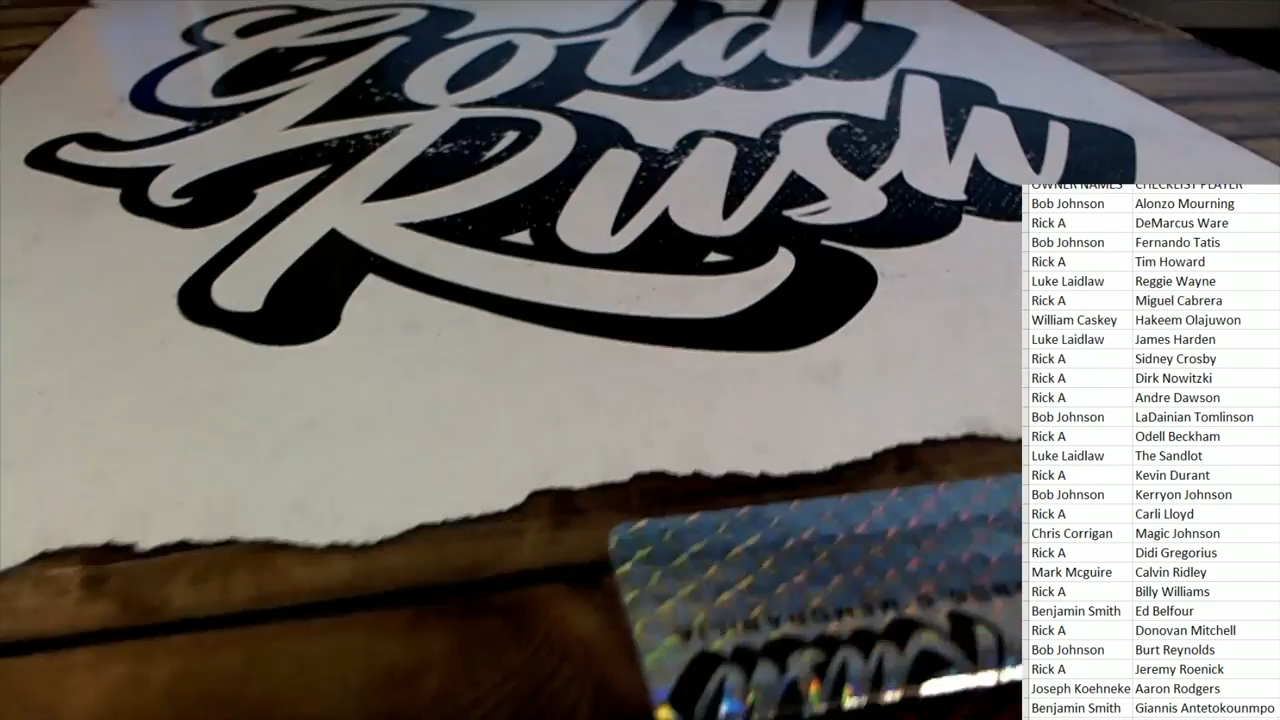 Gold
Rush
OWNER NAMES CHECKLIST PLAYER
Bob Johnson Alonzo Mourning
Rick A DeMarcus Ware
Bob Johnson Fernando Tatis
Rick A Tim Howard
Luke Laidlaw Reggie Wayne
Rick A Miguel Cabrera
William Caskey Hakeem Olajuwon
Luke Laidlaw James Harden
Rick A Sidney Crosby
Rick A Dirk Nowitzki
Rick A Andre Dawson
Bob Johnson LaDainian Tomlinson
Rick A Odell Beckham
Luke Laidlaw The Sandlot
Rick A Kevin Durant
Bob Johnson Kerryon Johnson
Rick A Carli Lloyd
Chris Corrigan Magic Johnson
Rick A Didi Gregorius
Mark Mcguire Calvin Ridley
Rick A Billy Williams
Benjamin Smith Ed Belfour
Rick A Donovan Mitchell
Bob Johnson Burt Reynolds
Rick A Jeremy Roenick
Joseph Koehneke Aaron Rodgers
Benjamin Smith Giannis Antetokounmpo